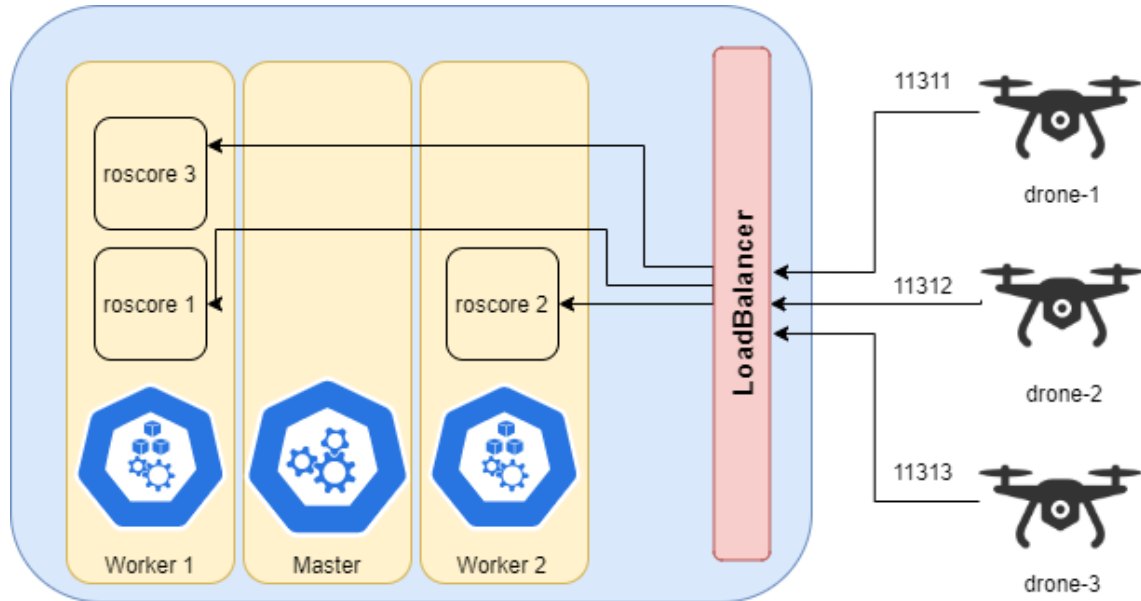 roscore 3
roscore 1
roscore 2
Worker 1
Master
Worker 2
LoadBalancer
11311
drone-1
11312
drone-2
11313
drone-3